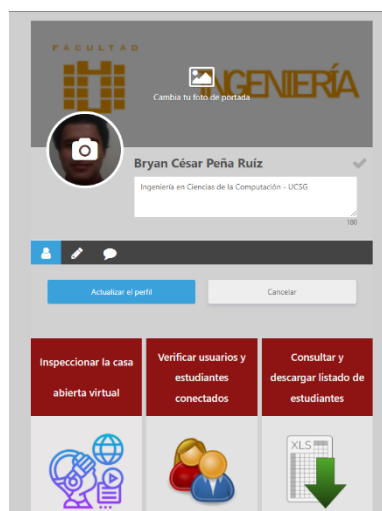 FACULTAD
INGENIERÍA
Cambia tu foto de portada
Bryan César Peña Ruíz
Ingeniería en Ciencias de la Computación - UCSG
180
Actualizar el perfil
Cancelar
Inspeccionar la casa
abierta virtual
Verificar usuarios y
estudiantes
conectados
Consultar y
descargar listado de
estudiantes
XLS